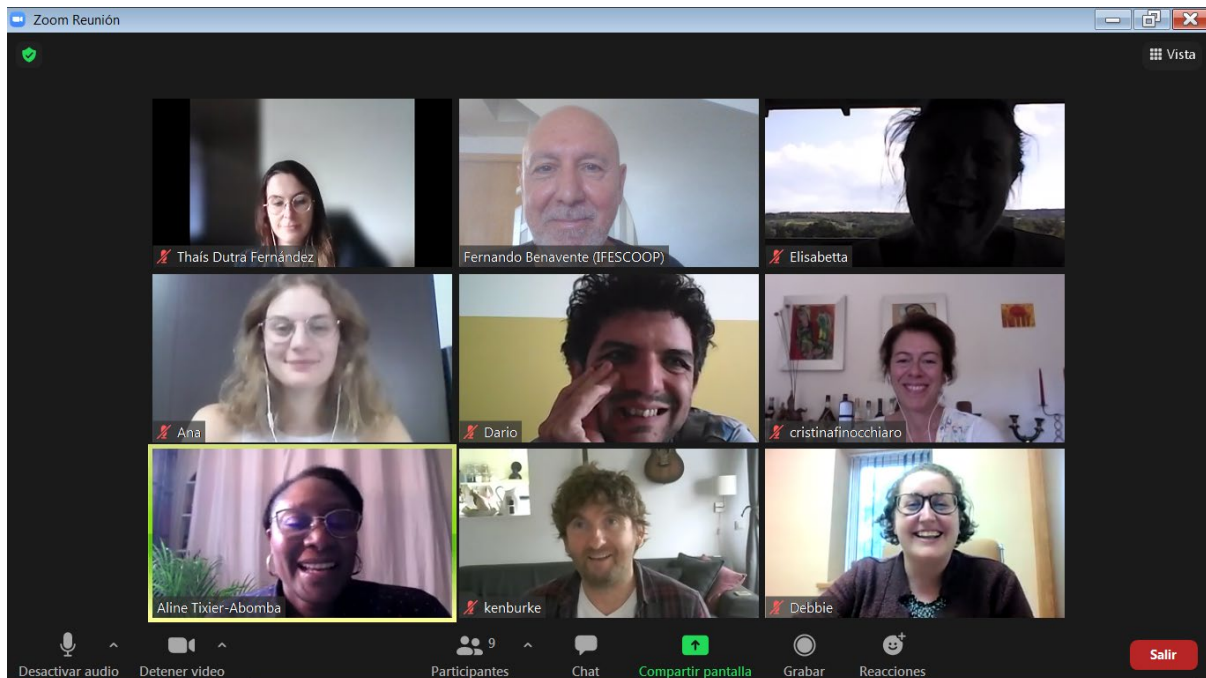 Zoom Reunión
Vista
Thaís Dutra Fernández
Fernando Benavente (IFESCOOP)
Elisabetta
Ana
Dario
cristinafinocchiaro
Aline Tixier-Abomba
kenburke
Debbie
Desactivar audio
Detener video
9
Participantes
Chat
Compartir pantalla
Grabar
Reacciones
Salir